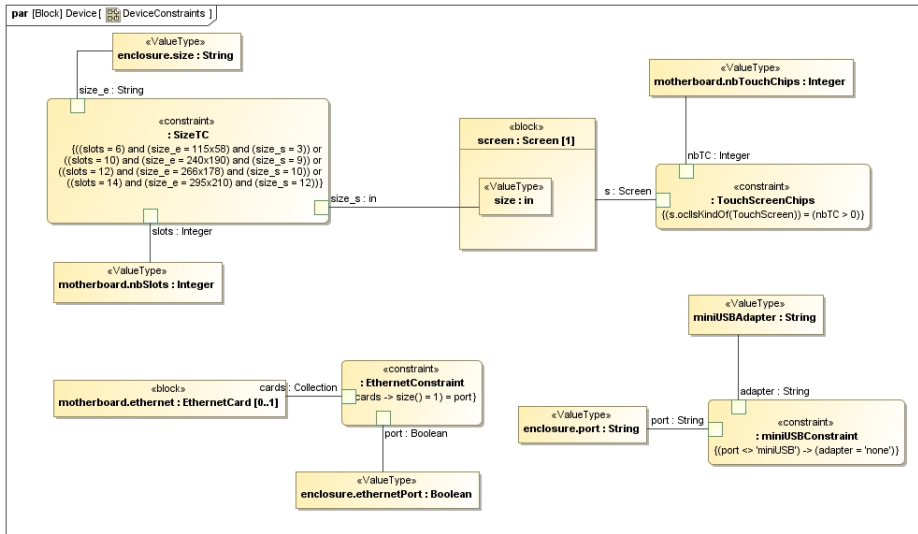 par [Block] Device [ DeviceConstraints ]
«ValueType»
enclosure.size : String
size_e : String
«constraint»
: SizeTC
{((slots = 6) and (size_e = 115x58) and (size_s = 3)) or
((slots = 10) and (size_e = 240x190) and (size_s = 9)) or
((slots = 12) and (size_e = 266x178) and (size_s = 10)) or
((slots = 14) and (size_e = 295x210) and (size_s = 12))}
size_s : in
slots : Integer
«ValueType»
motherboard.nbSlots : Integer
«block»
screen : Screen [1]
«ValueType»
size : in
«ValueType»
motherboard.nbTouchChips : Integer
nbTC : Integer
s : Screen
«constraint»
: TouchScreenChips
{(s.oclIsKindOf(TouchScreen)) = (nbTC > 0)}
«block»
motherboard.ethernet : EthernetCard [0..1]
cards : Collection
«constraint»
: EthernetConstraint
cards -> size() = 1) = port}
port : Boolean
«ValueType»
enclosure.ethernetPort : Boolean
«ValueType»
miniUSBAdapter : String
adapter : String
«ValueType»
enclosure.port : String
port : String
«constraint»
: miniUSBConstraint
{(port <> 'miniUSB') -> (adapter = 'none')}